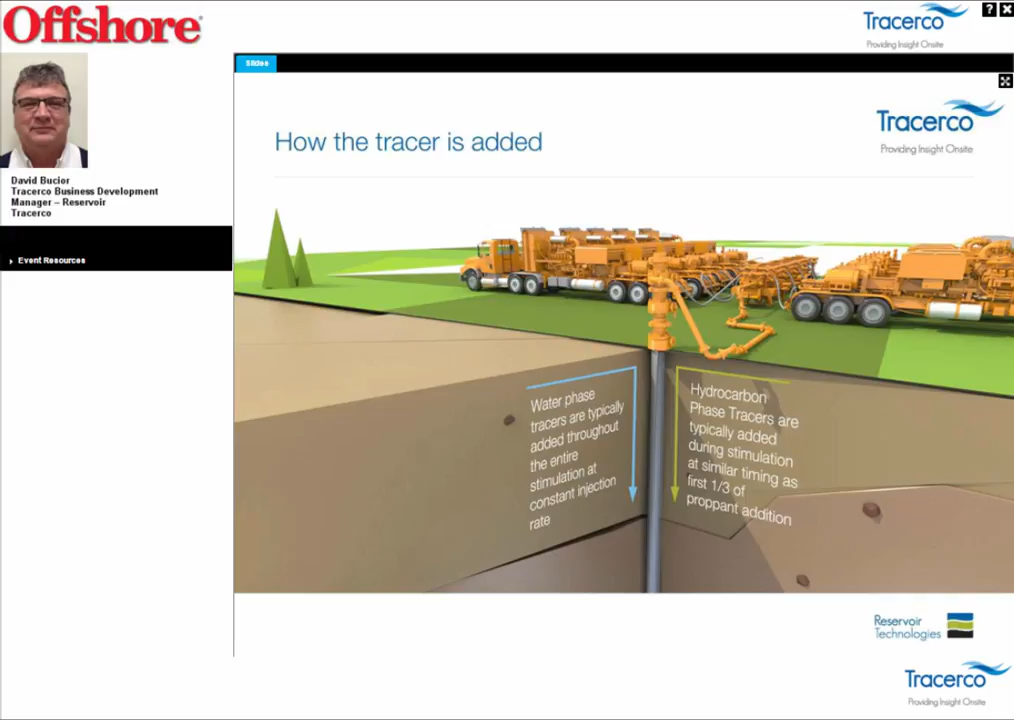 Offshore
Tracerco
Providing Insight Onsite
?
Slides
David Bucior
Tracerco Business Development
Manager – Reservoir
Tracerco
Event Resources
How the tracer is added
Tracerco
Providing Insight Onsite
Water phase
tracers are typically
added throughout
the entire
stimulation at
constant injection
rate
Hydrocarbon
Phase Tracers are
typically added
during stimulation
at similar timing as
first 1/3 of
proppant addition
Reservoir
Technologies
Tracerco
Providing Insight Onsite